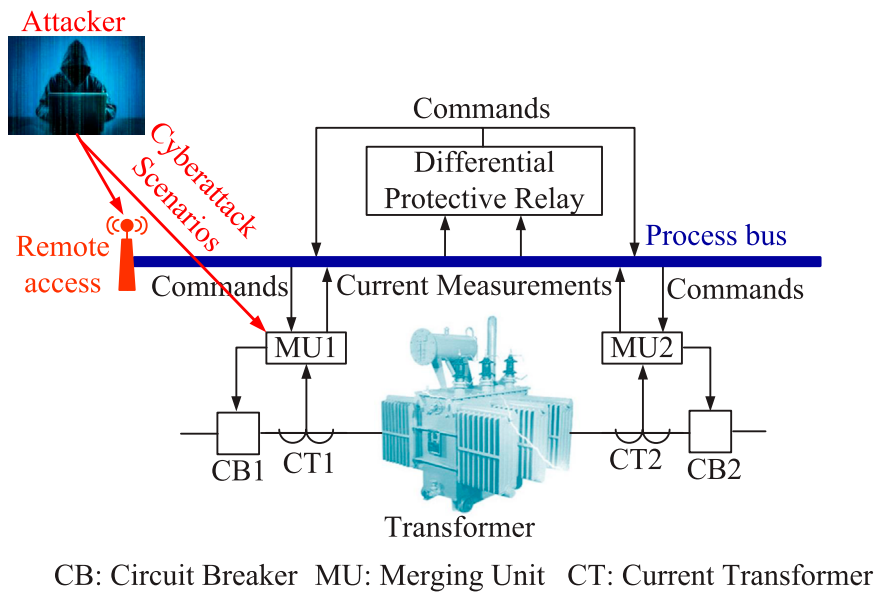 Attacker
Cyberattack
Scenarios
Commands
Differential
Protective Relay
Remote
access
Process bus
Commands
Current Measurements
Commands
MU1
MU2
CB1
CT1
CT2
CB2
Transformer
CB: Circuit Breaker MU: Merging Unit CT: Current Transformer